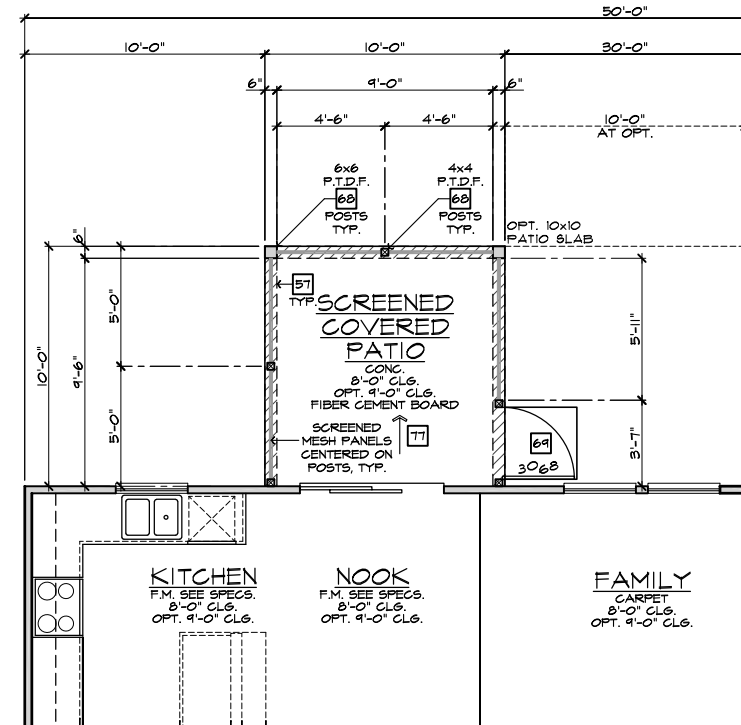 50'-0"
10'-0"
10'-0"
30'-0"
6"
9'-0"
6"
4'-6"
4'-6"
10'-0"
AT OPT.
6x6
P.T.D.F.
68
POSTS
TYP.
4x4
P.T.D.F.
68
POSTS
TYP.
OPT. 10x10
PATIO SLAB
6"
10'-0"
9'-6"
5'-0"
5'-0"
57
TYP.
SCREENED
COVERED
PATIO
CONC.
8'-0" CLG.
OPT. 9'-0" CLG.
FIBER CEMENT BOARD
SCREENED
MESH PANELS
CENTERED ON
POSTS, TYP.
77
5'-11"
3'-7"
69
3068
KITCHEN
F.M. SEE SPECS.
8'-0" CLG.
OPT. 9'-0" CLG.
NOOK
F.M. SEE SPECS.
8'-0" CLG.
OPT. 9'-0" CLG.
FAMILY
CARPET
8'-0" CLG.
OPT. 9'-0" CLG.